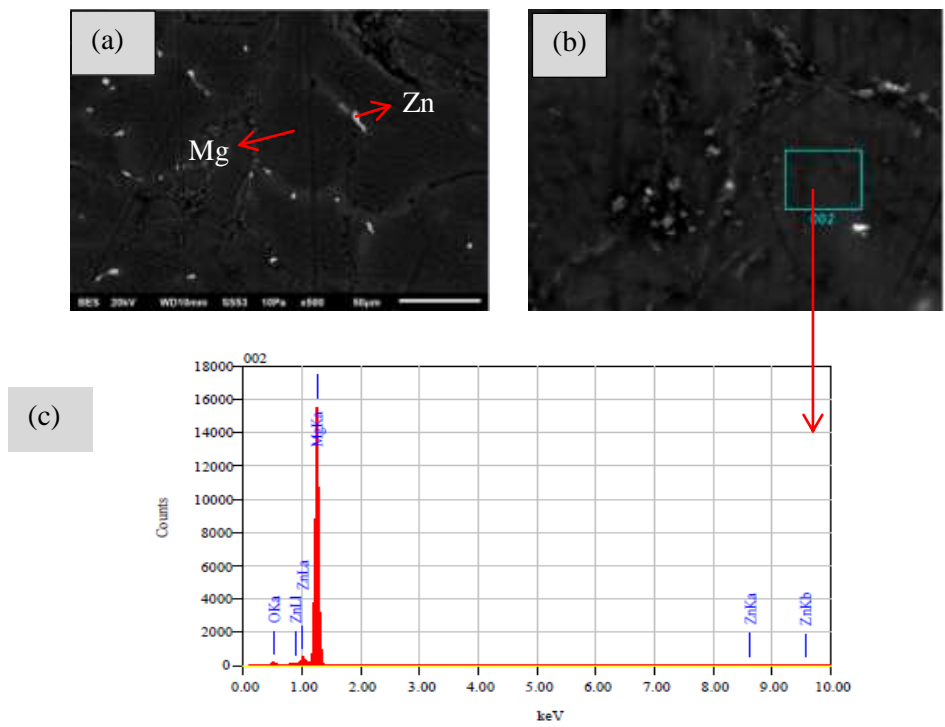 (a)
Zn
Mg
BES 20kV WD10mm SS53 10Pa x500 50µm
(b)
002
(c)
002
18000
16000
14000
12000
10000
8000
6000
4000
2000
0
Counts
OKa
ZnLl
ZnLa
MgKa
ZnKa
ZnKb
0.00 1.00 2.00 3.00 4.00 5.00 6.00 7.00 8.00 9.00 10.00
keV